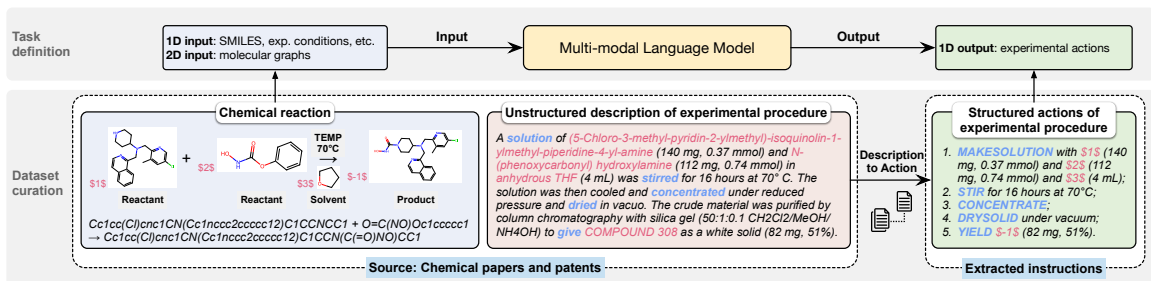 Task
definition
1D input: SMILES, exp. conditions, etc.
2D input: molecular graphs
Input
Multi-modal Language Model
Output
1D output: experimental actions
Dataset
curation
Chemical reaction
$1$
Reactant
+
$2$
Reactant
TEMP
70°C
$3$
Solvent
$-1$
Product
Cc1cc(Cl)cnc1CN(Cc1nccc2ccccc12)C1CCNCC1 + O=C(NO)Oc1ccccc1
→ Cc1cc(Cl)cnc1CN(Cc1nccc2ccccc12)C1CCN(C(=O)NO)CC1
Unstructured description of experimental procedure
A solution of (5-Chloro-3-methyl-pyridin-2-ylmethyl)-isoquinolin-1-
ylmethyl-piperidine-4-yl-amine (140 mg, 0.37 mmol) and N-
(phenoxycarbonyl) hydroxylamine (112 mg, 0.74 mmol) in
anhydrous THF (4 mL) was stirred for 16 hours at 70° C. The
solution was then cooled and concentrated under reduced
pressure and dried in vacuo. The crude material was purified by
column chromatography with silica gel (50:1:0.1 CH2Cl2/MeOH/
NH4OH) to give COMPOUND 308 as a white solid (82 mg, 51%).
Source: Chemical papers and patents
Description
to Action
Structured actions of
experimental procedure
1. MAKESOLUTION with $1$ (140
mg, 0.37 mmol) and $2$ (112
mg, 0.74 mmol) and $3$ (4 mL);
2. STIR for 16 hours at 70°C;
3. CONCENTRATE;
4. DRYSOLID under vacuum;
5. YIELD $-1$ (82 mg, 51%).
Extracted instructions